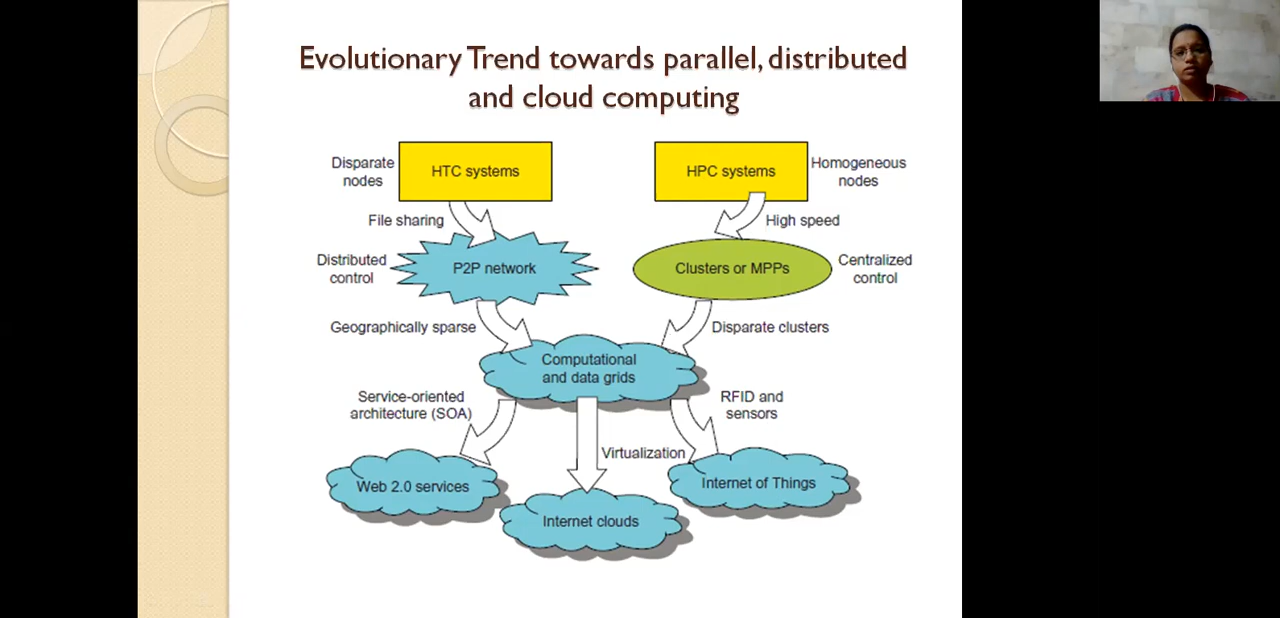 Evolutionary Trend towards parallel, distributed
and cloud computing
Disparate
nodes
HTC systems
HPC systems
Homogeneous
nodes
File sharing
High speed
Distributed
control
P2P network
Clusters or MPPs
Centralized
control
Geographically sparse
Disparate clusters
Computational
and data grids
Service-oriented
architecture (SOA)
RFID and
sensors
Virtualization
Web 2.0 services
Internet of Things
Internet clouds